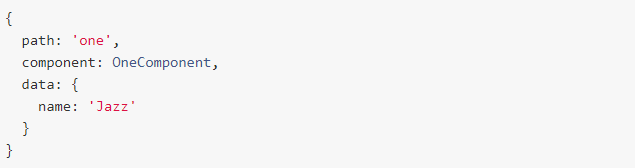 {
  path: 'one',
  component: OneComponent,
  data: {
    name: 'Jazz'
  }
}